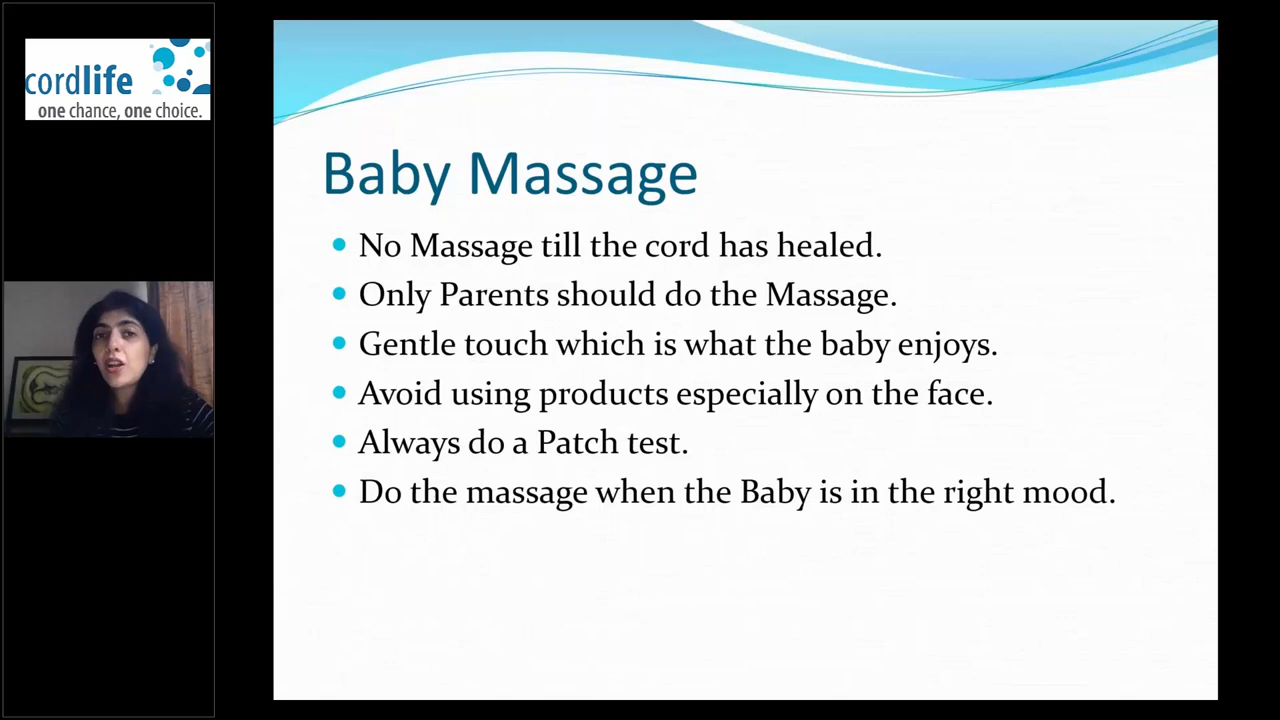 cordlife
one chance, one choice.
Baby Massage
No Massage till the cord has healed.
Only Parents should do the Massage.
Gentle touch which is what the baby enjoys.
Avoid using products especially on the face.
Always do a Patch test.
Do the massage when the Baby is in the right mood.